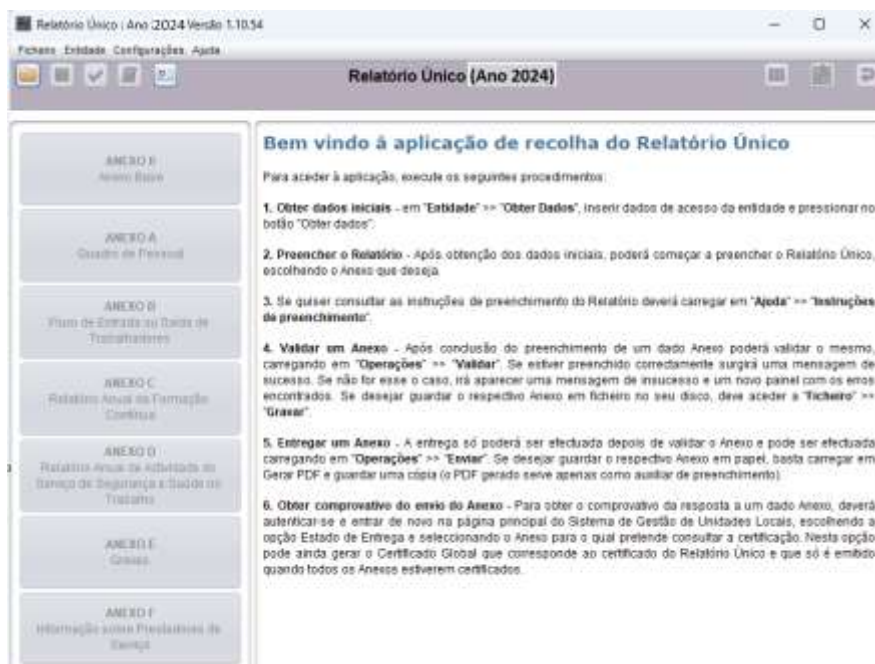 Relatório Único : Ano 2024 Versão 1.10.54
Ficheiro Entidade Configurações Ajuda
Relatório Único (Ano 2024)
ANEXO 0
Anexo Base
ANEXO A
Quadro de Pessoal
ANEXO B
Fluxo de Entrada ou Saída de
Trabalhadores
ANEXO C
Relatório Anual da Formação
Contínua
ANEXO D
Relatório Anual da Actividade do
Serviço de Segurança e Saúde no
Trabalho
ANEXO E
Greves
ANEXO F
Informação sobre Prestadores de
Serviço
Bem vindo à aplicação de recolha do Relatório Único
Para aceder à aplicação, execute os seguintes procedimentos:
1. Obter dados iniciais - em "Entidade" >> "Obter Dados", inserir dados de acesso da entidade e pressionar no
botão "Obter dados".
2. Preencher o Relatório - Após obtenção dos dados iniciais, poderá começar a preencher o Relatório Único,
escolhendo o Anexo que deseja.
3. Se quiser consultar as instruções de preenchimento do Relatório deverá carregar em "Ajuda" >> "Instruções
de preenchimento".
4. Validar um Anexo - Após conclusão do preenchimento de um dado Anexo poderá validar o mesmo,
carregando em "Operações" >> "Validar". Se estiver preenchido correctamente surgirá uma mensagem de
sucesso. Se não for esse o caso, irá aparecer uma mensagem de insucesso e um novo painel com os erros
encontrados. Se desejar guardar o respectivo Anexo em ficheiro no seu disco, deve aceder a "Ficheiro" >>
"Gravar".
5. Entregar um Anexo - A entrega só poderá ser efectuada depois de validar o Anexo e pode ser efectuada
carregando em "Operações" >> "Enviar". Se desejar guardar o respectivo Anexo em papel, basta carregar em
Gerar PDF e guardar uma cópia (o PDF gerado serve apenas como auxiliar de preenchimento).
6. Obter comprovativo do envio do Anexo - Para obter o comprovativo da resposta a um dado Anexo, deverá
autenticar-se e entrar de novo na página principal do Sistema de Gestão de Unidades Locais, escolhendo a
opção Estado de Entrega e seleccionando o Anexo para o qual pretende consultar a certificação. Nesta opção
pode ainda gerar o Certificado Global que corresponde ao certificado do Relatório Único e que só é emitido
quando todos os Anexos estiverem certificados.